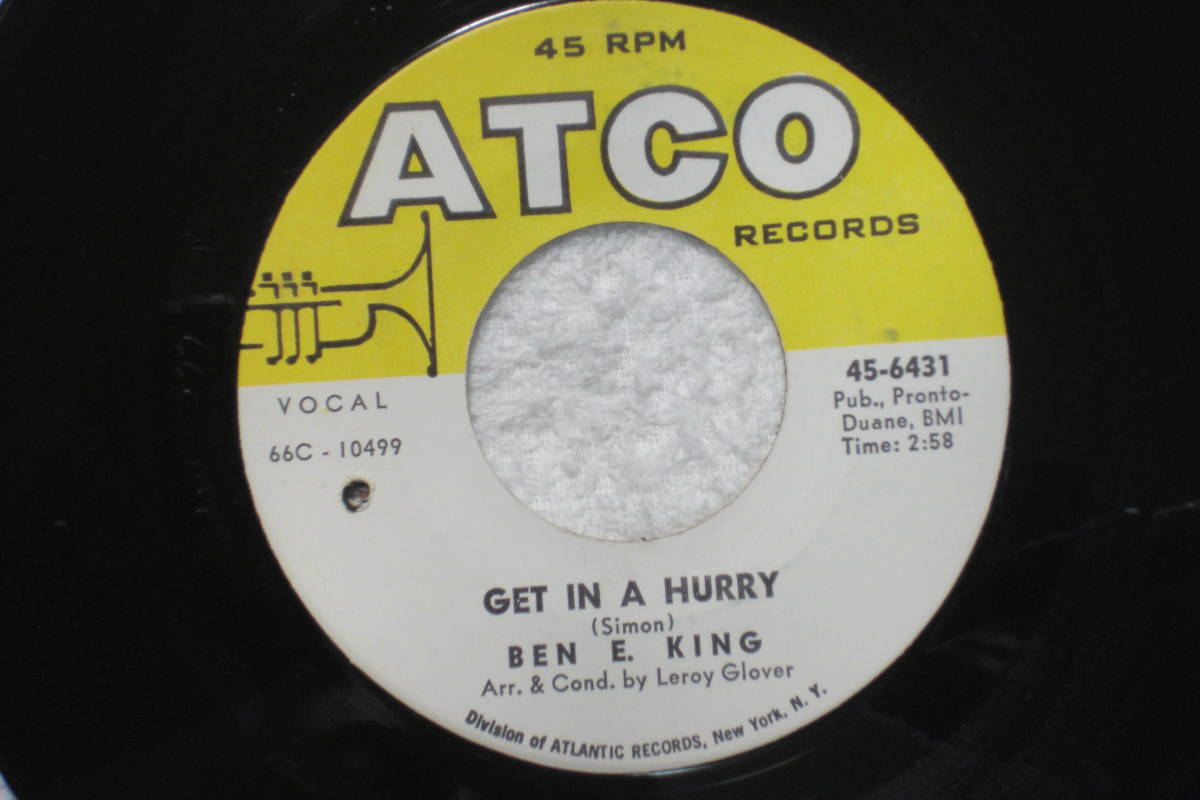 45 RPM
ATCO
RECORDS
VOCAL
66C - 10499
45-6431
Pub., Pronto-
Duane, BMI
Time: 2:58
GET IN A HURRY
(Simon)
BEN E. KING
Arr. & Cond. by Leroy Glover
Division of ATLANTIC RECORDS, New York, N. Y.